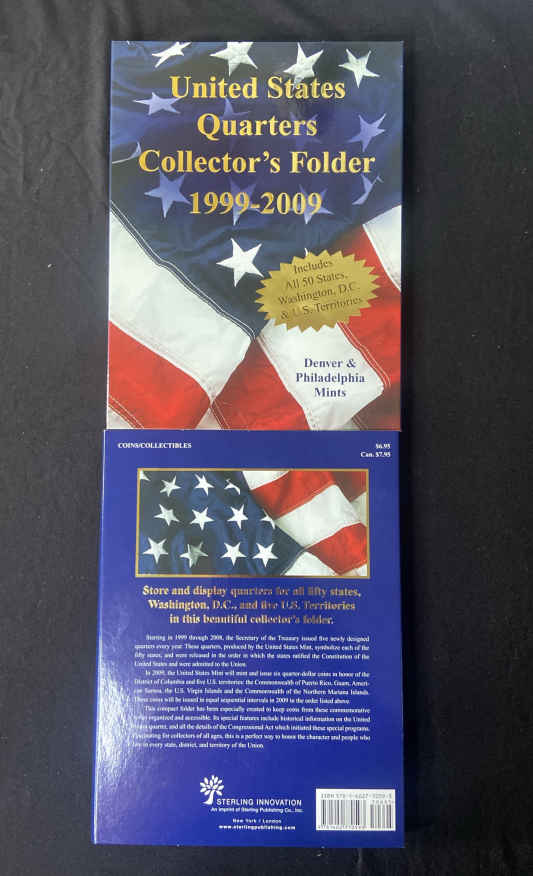 United States
Quarters
Collector's Folder
1999-2009
Includes
All 50 States,
Washington, D.C.
& U.S. Territories
Denver &
Philadelphia
Mints
COINS/COLLECTIBLES
$6.95
Can. $7.95
Store and display quarters for all fifty states,
Washington, D.C., and five U.S. Territories
in this beautiful collector's folder.
Starting in 1999 through 2008, the Secretary of the Treasury issued five newly designed
quarters every year. These quarters, produced by the United States Mint, symbolize each of the
fifty states, and were released in the order in which the states ratified the Constitution of the
United States and were admitted to the Union.
In 2009, the United States Mint will mint and issue six quarter-dollar coins in honor of the
District of Columbia and five U.S. territories: the Commonwealth of Puerto Rico, Guam, Ameri-
can Samoa, the U.S. Virgin Islands and the Commonwealth of the Northern Mariana Islands.
These coins will be issued in equal sequential intervals in 2009 in the order listed above.
This compact folder has been especially created to keep coins from these commemorative
organized and accessible. Its special features include historical information on the United
States quarter, and all the details of the Congressional Act which initiated these special programs.
Fascinating for collectors of all ages, this is a perfect way to honor the character and people who
live in every state, district, and territory of the Union.
STERLING INNOVATION
An imprint of Sterling Publishing Co., Inc.
New York / London
www.sterlingpublishing.com